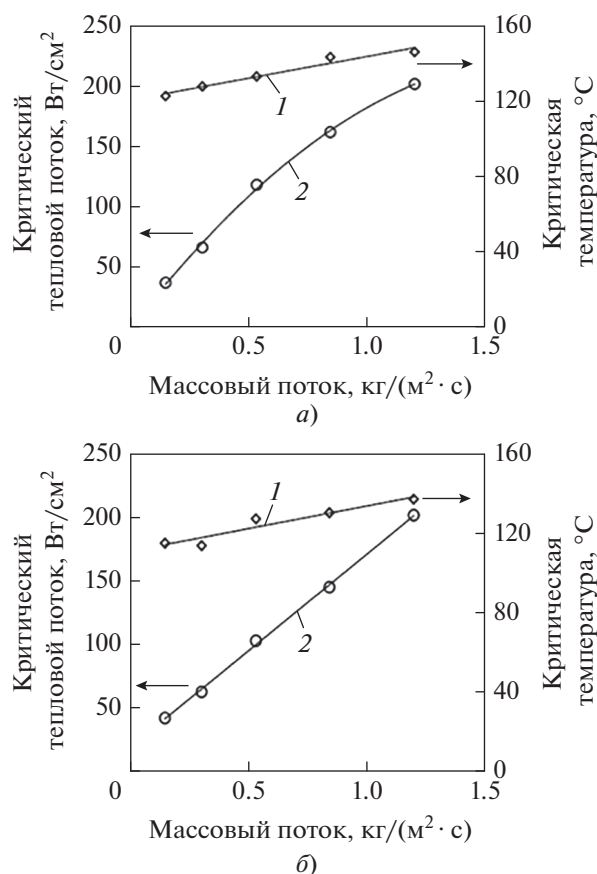 250
160
200
120
150
80
100
40
50
0
0
0.5
1.0
1.5
1
2
Критический
тепловой поток, Вт/см²
Критическая
температура, °С
Массовый поток, кг/(м² · с)
а)
250
160
200
120
150
80
100
40
50
0
0
0.5
1.0
1.5
1
2
Критический
тепловой поток, Вт/см²
Критическая
температура, °С
Массовый поток, кг/(м² · с)
б)